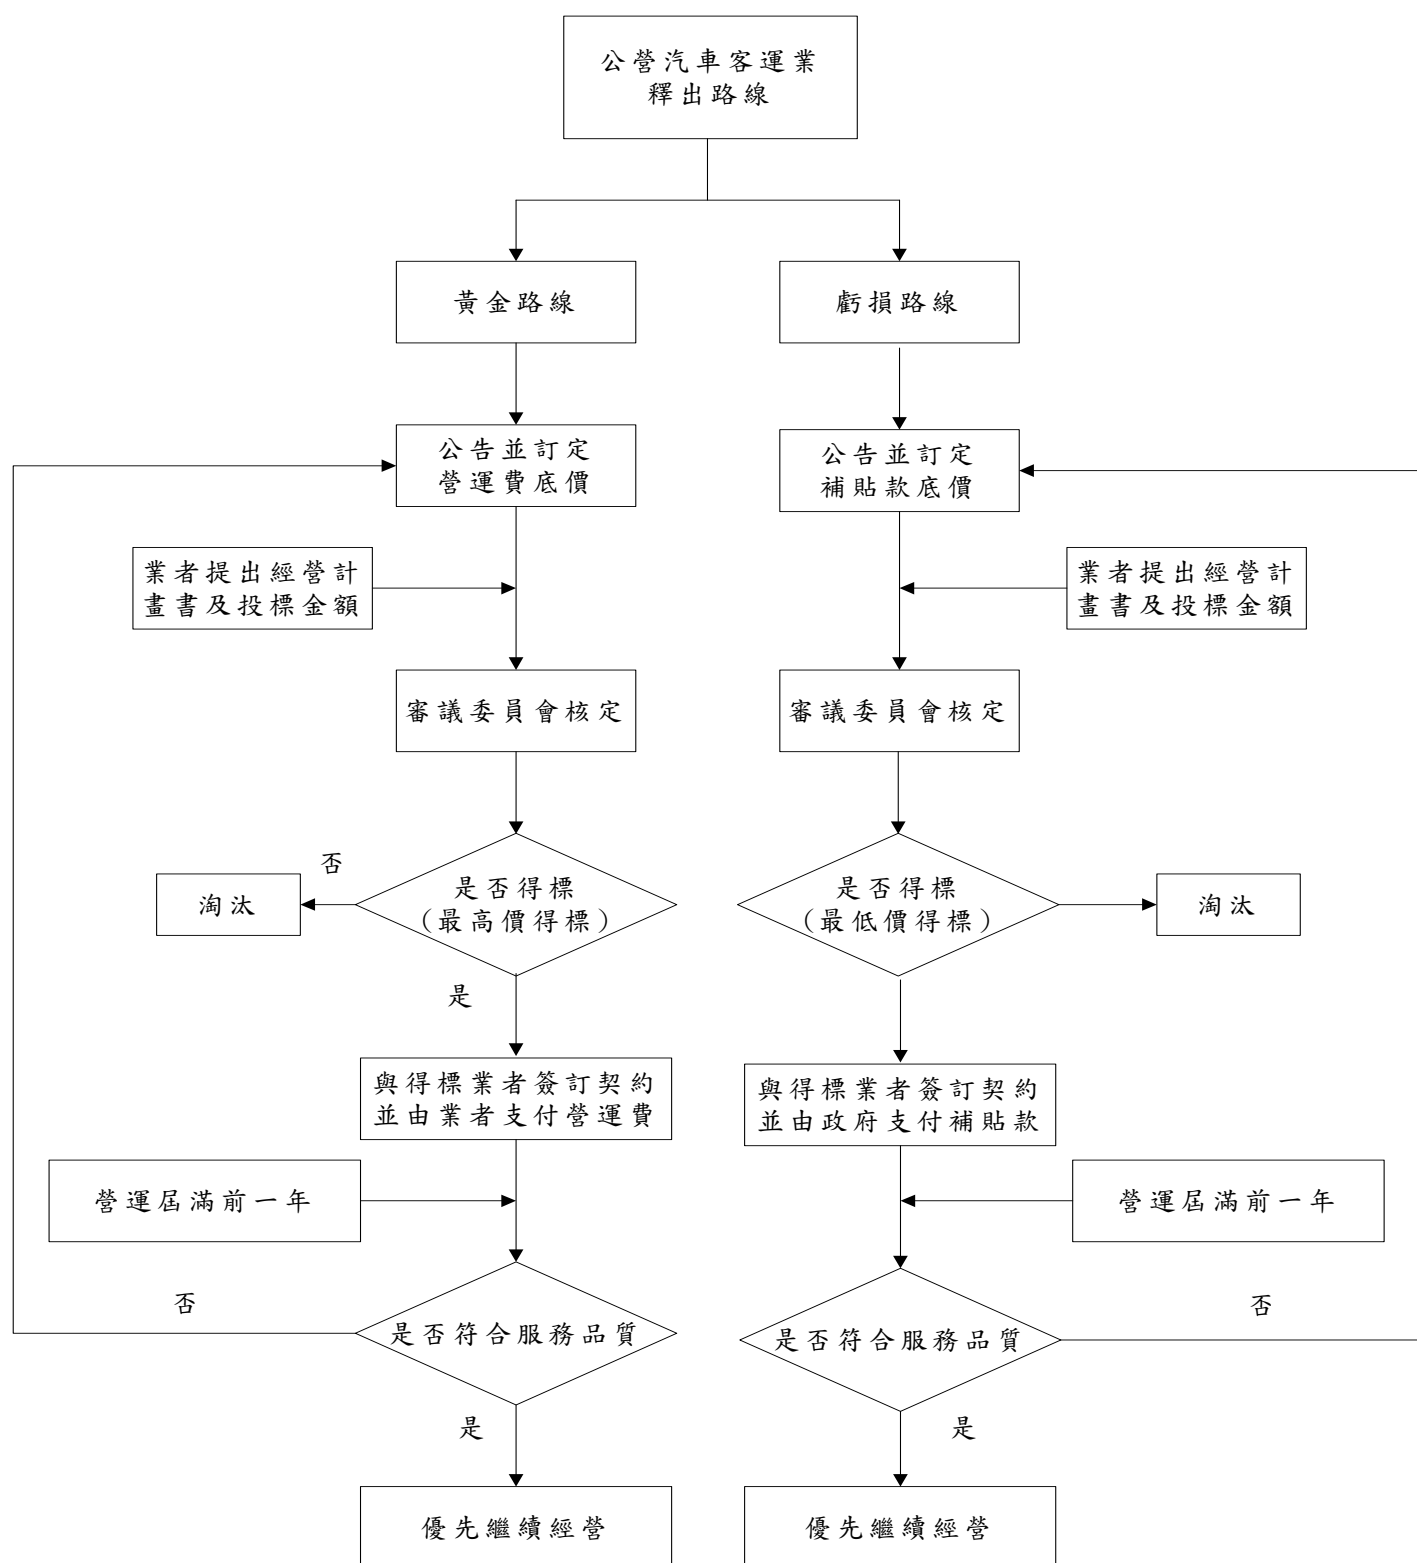 公營汽車客運業
釋出路線
黃金路線
虧損路線
公告並訂定
營運費底價
公告並訂定
補貼款底價
業者提出經營計
畫書及投標金額
業者提出經營計
畫書及投標金額
審議委員會核定
審議委員會核定
否
淘汰
是否得標
（最高價得標）
是否得標
（最低價得標）
淘汰
是
與得標業者簽訂契約
並由業者支付營運費
與得標業者簽訂契約
並由政府支付補貼款
營運屆滿前一年
營運屆滿前一年
否
是否符合服務品質
是否符合服務品質
否
是
是
優先繼續經營
優先繼續經營